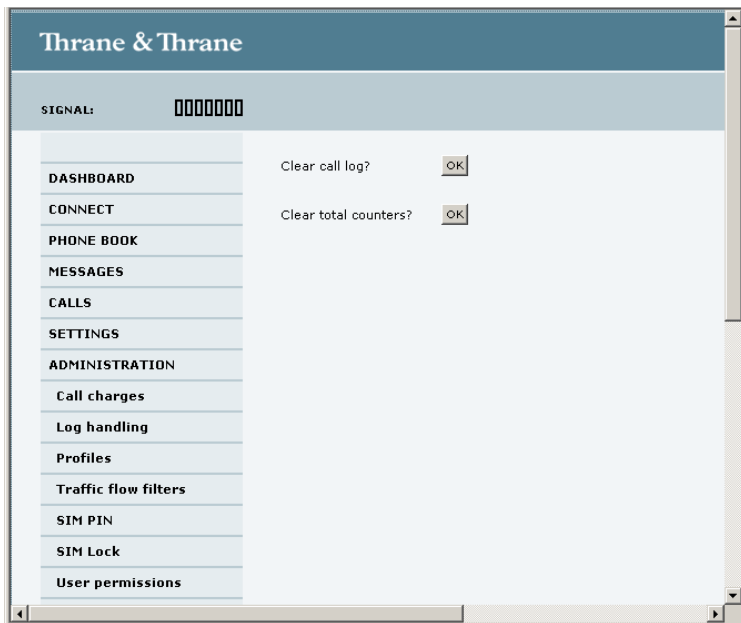 Thrane & Thrane
SIGNAL:
Clear call log? OK
Clear total counters? OK
DASHBOARD
CONNECT
PHONE BOOK
MESSAGES
CALLS
SETTINGS
ADMINISTRATION
Call charges
Log handling
Profiles
Traffic flow filters
SIM PIN
SIM Lock
User permissions